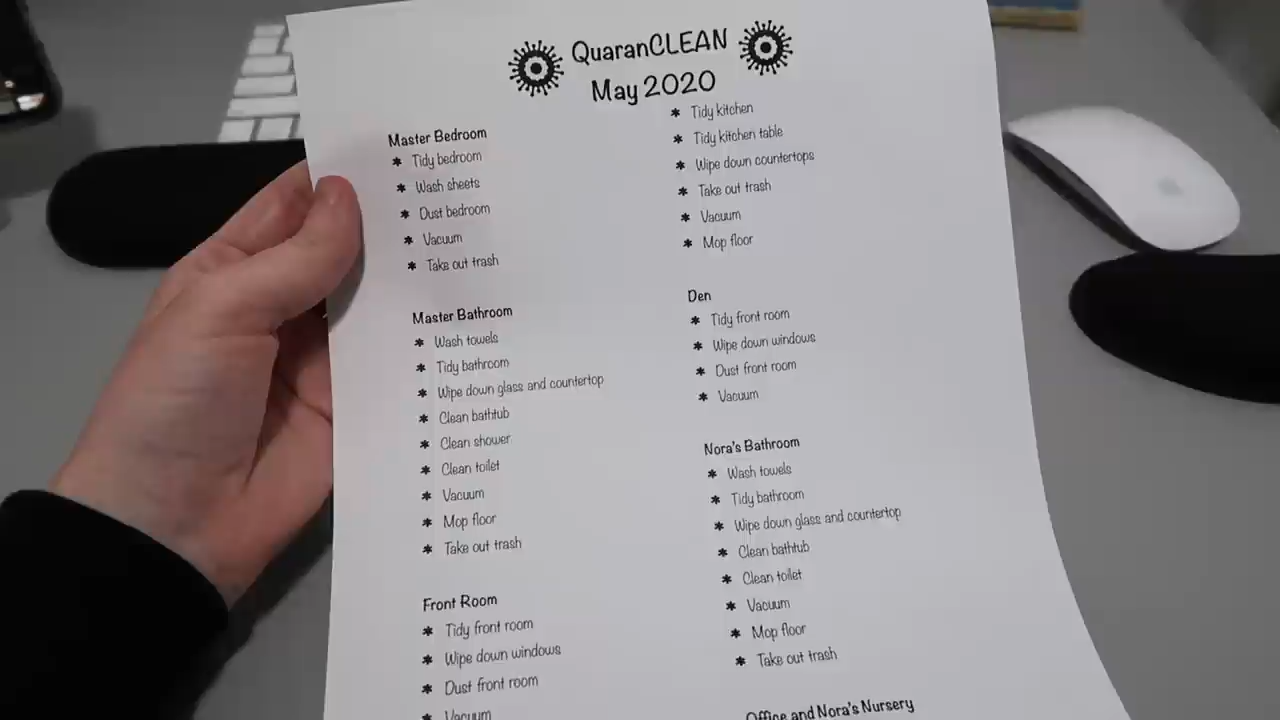 QuaranCLEAN
May 2020
Master Bedroom
* Tidy bedroom
* Wash sheets
* Dust bedroom
* Vacuum
* Take out trash
Master Bathroom
* Wash towels
* Tidy bathroom
* Wipe down glass and countertop
* Clean bathtub
* Clean shower
* Clean toilet
* Vacuum
* Mop floor
* Take out trash
Front Room
* Tidy front room
* Wipe down windows
* Dust front room
* Vacuum
* Tidy kitchen
* Tidy kitchen table
* Wipe down countertops
* Take out trash
* Vacuum
* Mop floor
Den
* Tidy front room
* Wipe down windows
* Dust front room
* Vacuum
Nora's Bathroom
* Wash towels
* Tidy bathroom
* Wipe down glass and countertop
* Clean bathtub
* Clean toilet
* Vacuum
* Mop floor
* Take out trash
Office and Nora's Nursery